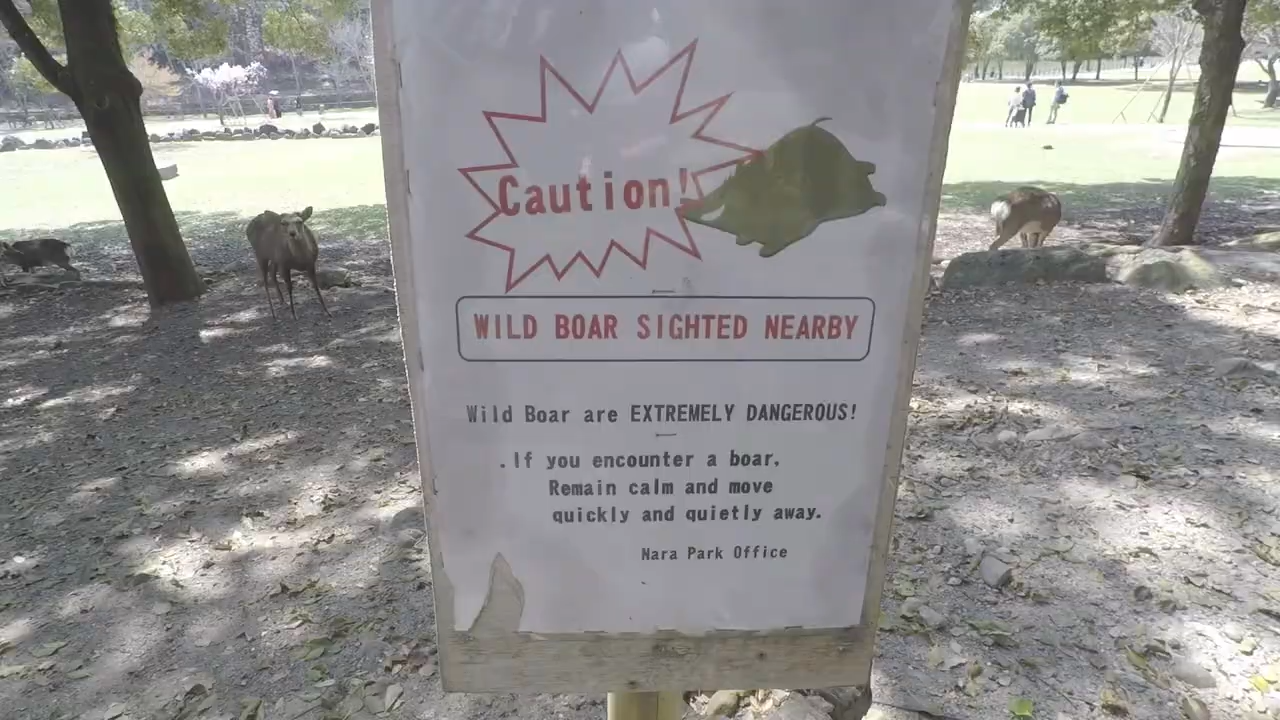 Caution!
WILD BOAR SIGHTED NEARBY
Wild Boar are EXTREMELY DANGEROUS!
.If you encounter a boar,
Remain calm and move
quickly and quietly away.
Nara Park Office